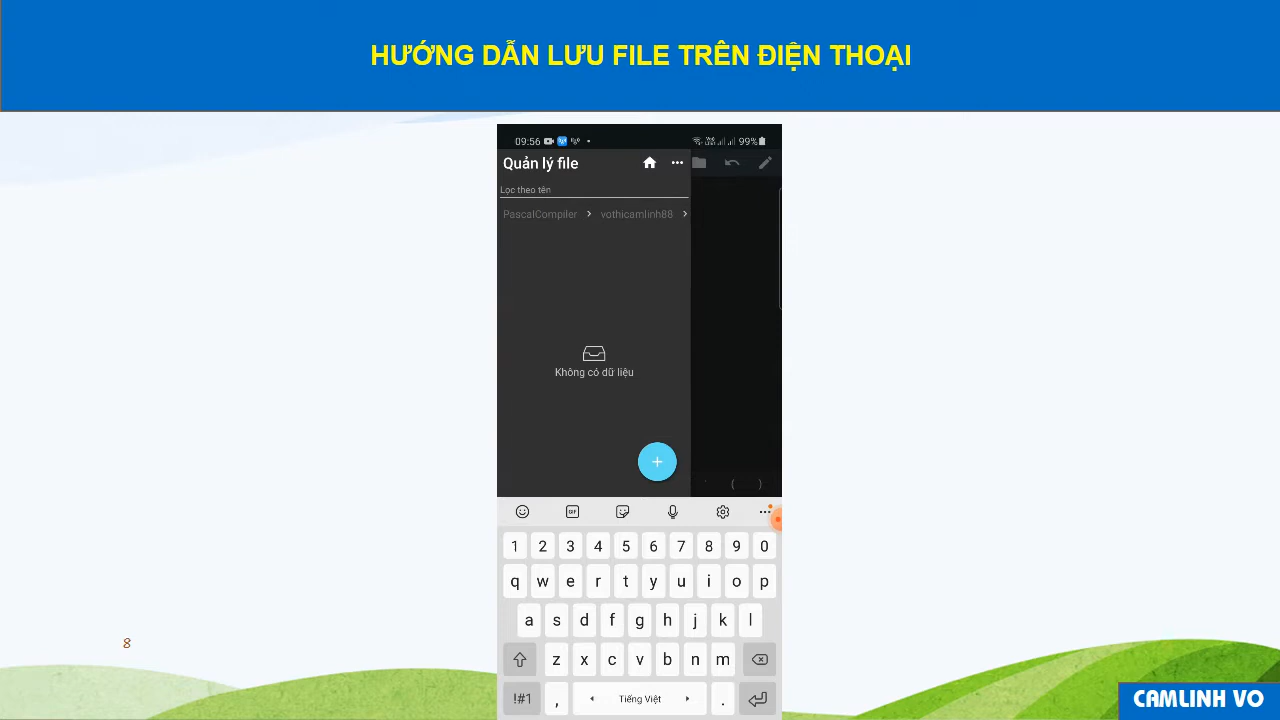 HƯỚNG DẪN LƯU FILE TRÊN ĐIỆN THOẠI
09:56 99%
Quản lý file
Lọc theo tên
PascalCompiler > vothicamlinh88 >
Không có dữ liệu
+
( )
GIF
1 2 3 4 5 6 7 8 9 0
q w e r t y u i o p
a s d f g h j k l
z x c v b n m
!#1 , Tiếng Việt .
8
CAMLINH VO